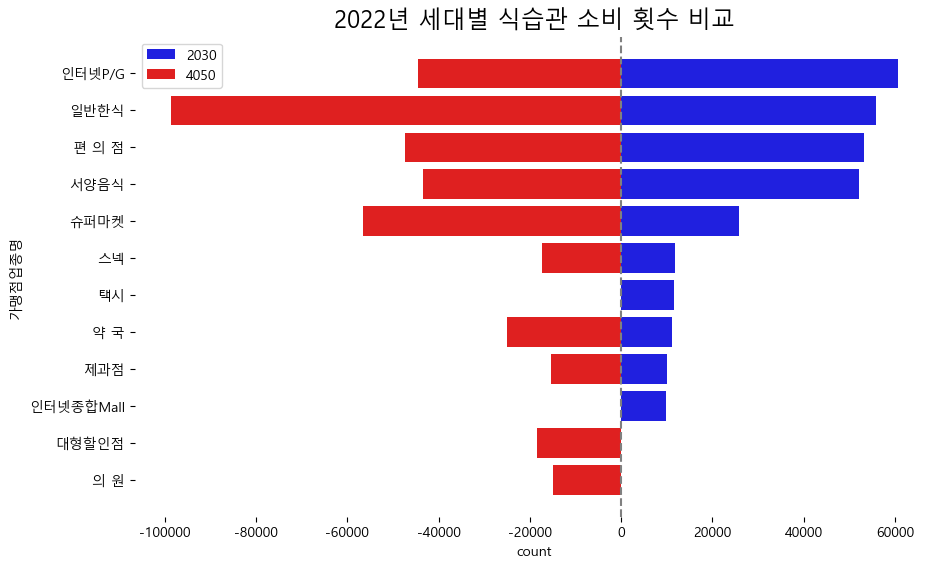 2022년 세대별 식습관 소비 횟수 비교
2030
4050
가맹점업종명
인터넷P/G
일반한식
편 의 점
서양음식
슈퍼마켓
스넥
택시
약 국
제과점
인터넷종합Mall
대형할인점
의 원
-100000 -80000 -60000 -40000 -20000 0 20000 40000 60000
count